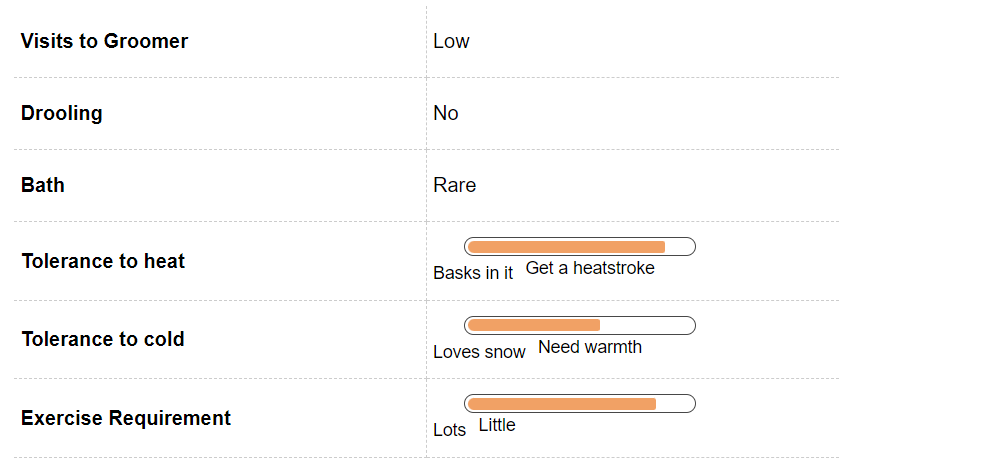 Visits to Groomer Low
Drooling No
Bath Rare
Tolerance to heat
Basks in it Get a heatstroke
Tolerance to cold
Loves snow Need warmth
Exercise Requirement
Lots Little